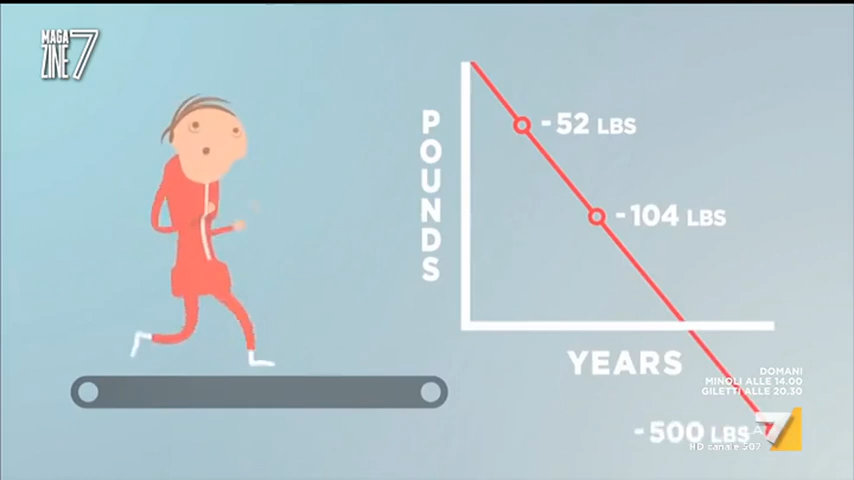 MAGA
ZINE 7
POUNDS
-52 LBS
-104 LBS
YEARS
DOMANI
MINOLI ALLE 14.00
GILETTI ALLE 20.30
-500 LBS
LA7
HD canale 507